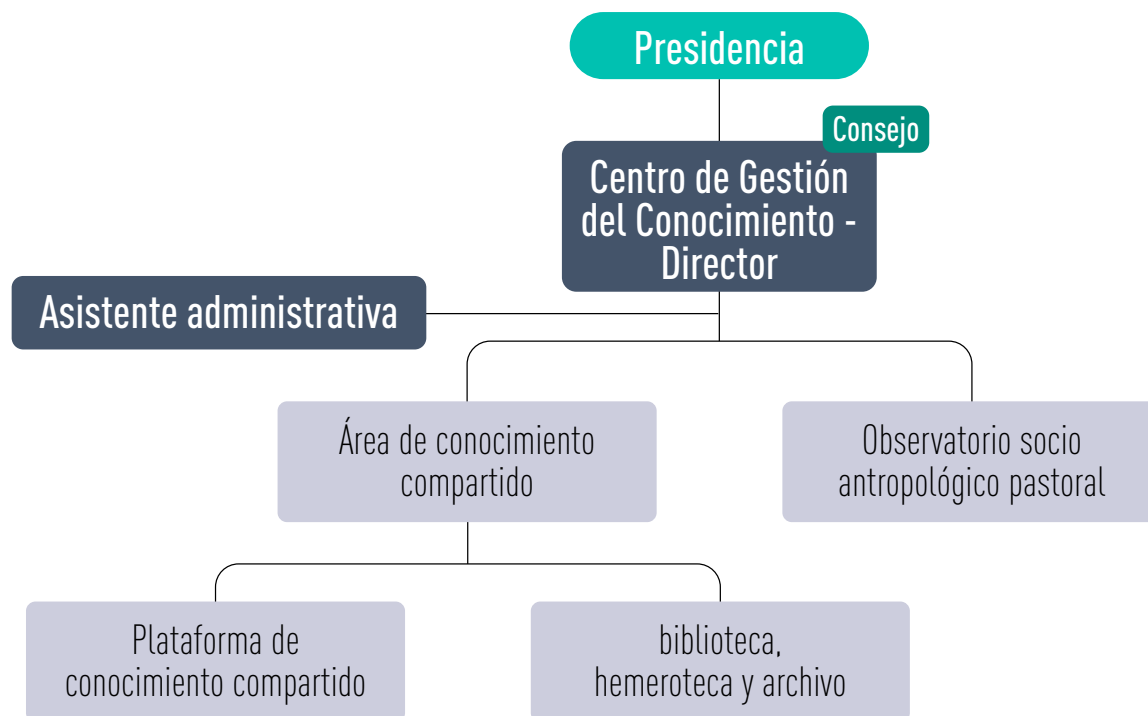 Presidencia
Consejo
Centro de Gestión
del Conocimiento -
Director
Asistente administrativa
Área de conocimiento
compartido
Observatorio socio
antropológico pastoral
Plataforma de
conocimiento compartido
biblioteca,
hemeroteca y archivo